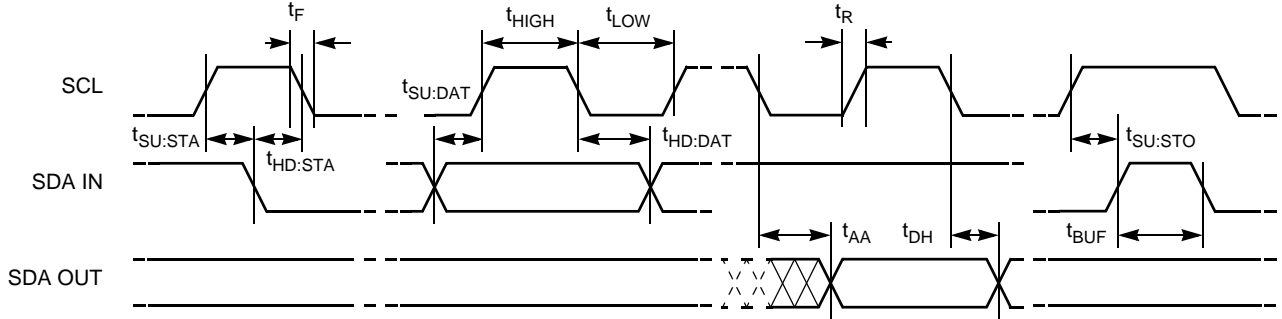 tF
tHIGH
tLOW
tR
SCL
tSU:DAT
tSU:STA
tHD:STA
tHD:DAT
tSU:STO
SDA IN
tAA
tDH
tBUF
SDA OUT